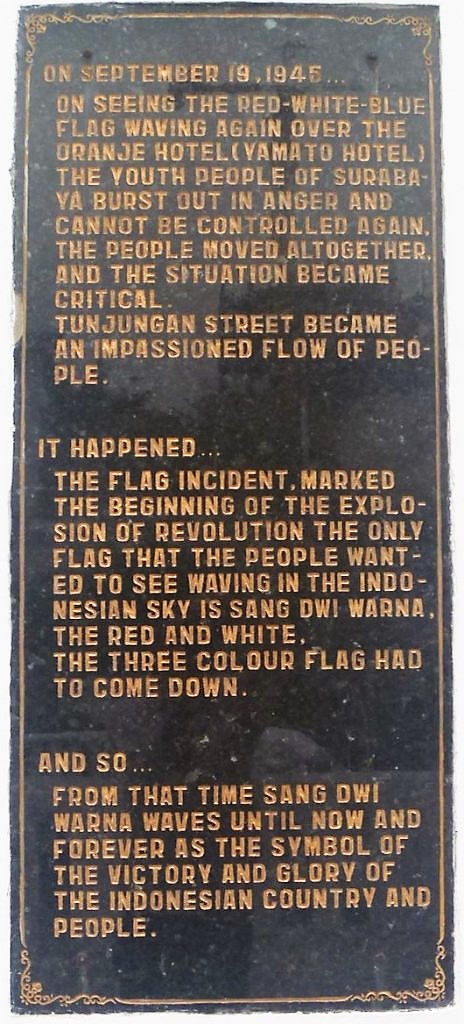 ON SEPTEMBER 19, 1945...
ON SEEING THE RED-WHITE-BLUE
FLAG WAVING AGAIN OVER THE
ORANJE HOTEL(YAMATO HOTEL)
THE YOUTH PEOPLE OF SURABA-
YA BURST OUT IN ANGER AND
CANNOT BE CONTROLLED AGAIN.
THE PEOPLE MOVED ALTOGETHER,
AND THE SITUATION BECAME
CRITICAL.
TUNJUNGAN STREET BECAME
AN IMPASSIONED FLOW OF PEO-
PLE.
IT HAPPENED...
THE FLAG INCIDENT, MARKED
THE BEGINNING OF THE EXPLO-
SION OF REVOLUTION THE ONLY
FLAG THAT THE PEOPLE WANT-
ED TO SEE WAVING IN THE INDO-
NESIAN SKY IS SANG DWI WARNA,
THE RED AND WHITE,
THE THREE COLOUR FLAG HAD
TO COME DOWN.
AND SO...
FROM THAT TIME SANG DWI
WARNA WAVES UNTIL NOW AND
FOREVER AS THE SYMBOL OF
THE VICTORY AND GLORY OF
THE INDONESIAN COUNTRY AND
PEOPLE.